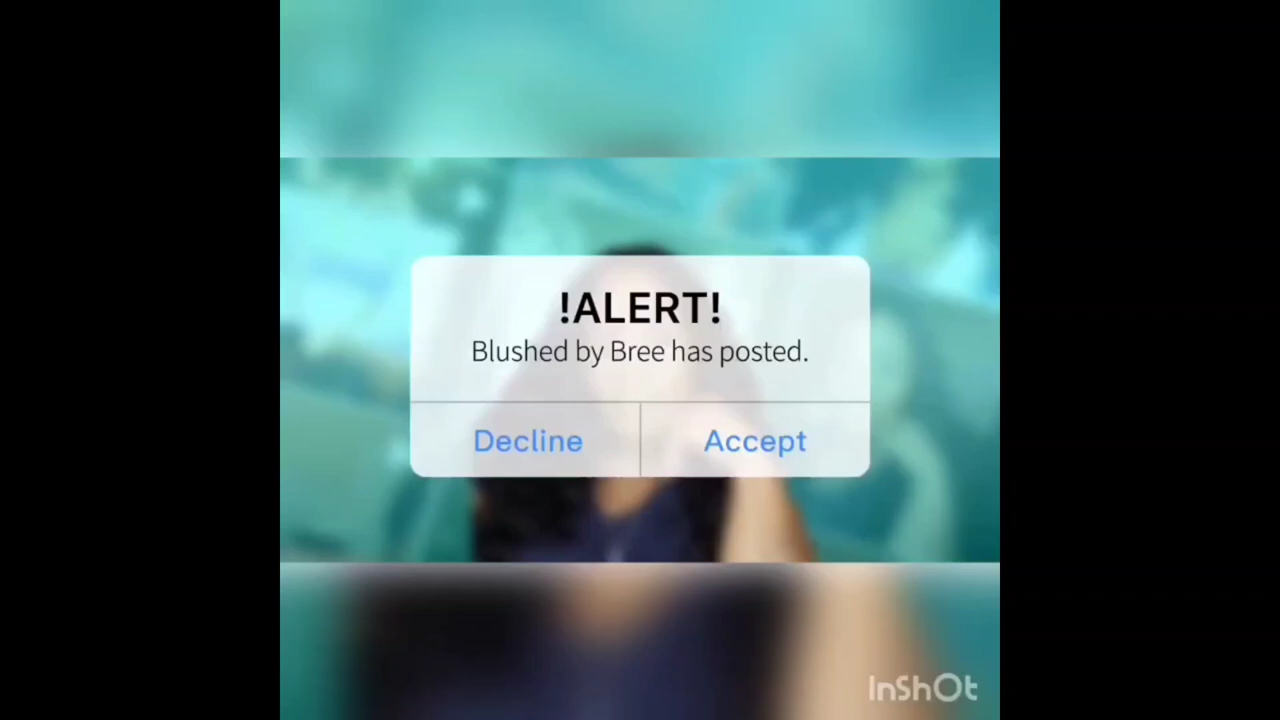 !ALERT!
Blushed by Bree has posted.
Decline
Accept
InShOt